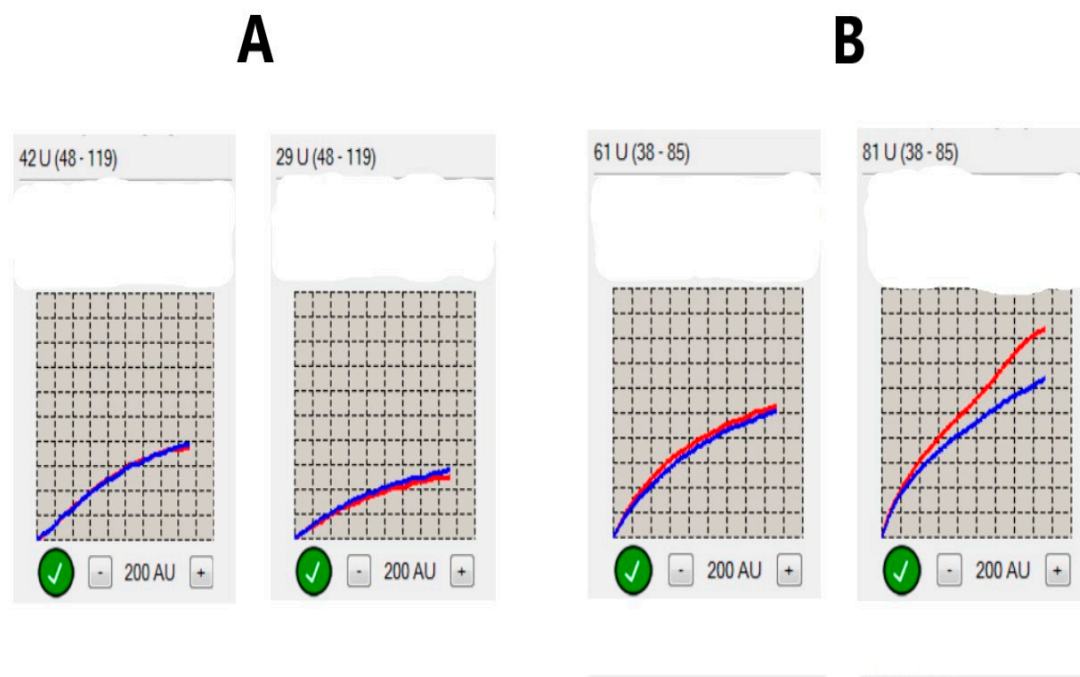 A
B
42 U (48 - 119)
29 U (48 - 119)
61 U (38 - 85)
81 U (38 - 85)
- 200 AU +
- 200 AU +
- 200 AU +
- 200 AU +